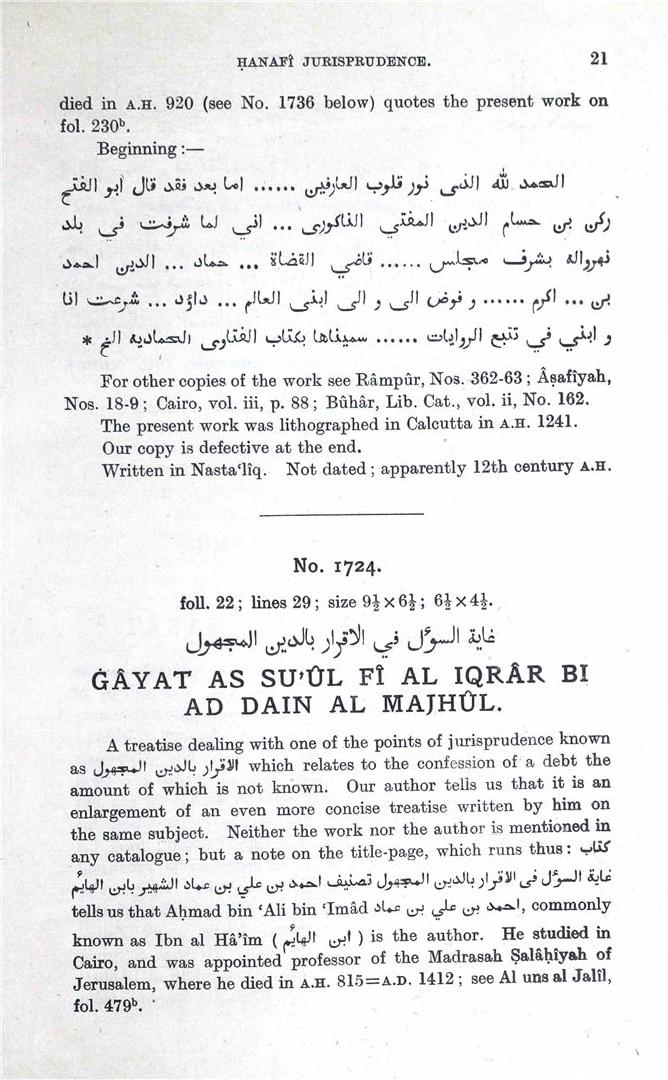 ḤANAFÎ JURISPRUDENCE. 21
died in A.H. 920 (see No. 1736 below) quotes the present work on
fol. 230ᵇ.
Beginning :—
الحمد لله الذى نور قلوب العارفين ...... اما بعد فقد قال أبو الفتح
ركن بن حسام الدين المفتي الناكورى ... اني لما شرفت في بلد
نهرواله بشرف مجلس ...... قاضي القضاة ... حماد ... الدين احمد
بن ... اكرم ...... و فوض الى و الى ابنى العالم ... داؤد ... شرعت انا
و ابني في تتبع الروايات ...... سميناها بكتاب الفتاوى الحماديه الخ *
For other copies of the work see Râmpûr, Nos. 362-63 ; Âṣafîyah,
Nos. 18-9 ; Cairo, vol. iii, p. 88 ; Bûhâr, Lib. Cat., vol. ii, No. 162.
The present work was lithographed in Calcutta in A.H. 1241.
Our copy is defective at the end.
Written in Nasta‘lîq. Not dated ; apparently 12th century A.H.
No. 1724.
foll. 22 ; lines 29 ; size 9½ × 6½ ; 6½ × 4½.
غاية السوٴل في الاقرار بالدين المجهول
ĠÂYAT AS SU’ÛL FÎ AL IQRÂR BI
AD DAIN AL MAJHÛL.
A treatise dealing with one of the points of jurisprudence known
as الاقرار بالدين المجهول which relates to the confession of a debt the
amount of which is not known. Our author tells us that it is an
enlargement of an even more concise treatise written by him on
the same subject. Neither the work nor the author is mentioned in
any catalogue ; but a note on the title-page, which runs thus : كتاب
غاية السوٴل فى الاقرار بالدين المجهول تصنيف احمد بن علي بن عماد الشهير بابن الهائم
tells us that Aḥmad bin ‘Ali bin ‘Imâd احمد بن علي بن عماد, commonly
known as Ibn al Hâ’im ( ابن الهائم ) is the author. He studied in
Cairo, and was appointed professor of the Madrasah Ṣalâḥîyah of
Jerusalem, where he died in A.H. 815=A.D. 1412 ; see Al uns al Jalîl,
fol. 479ᵇ.